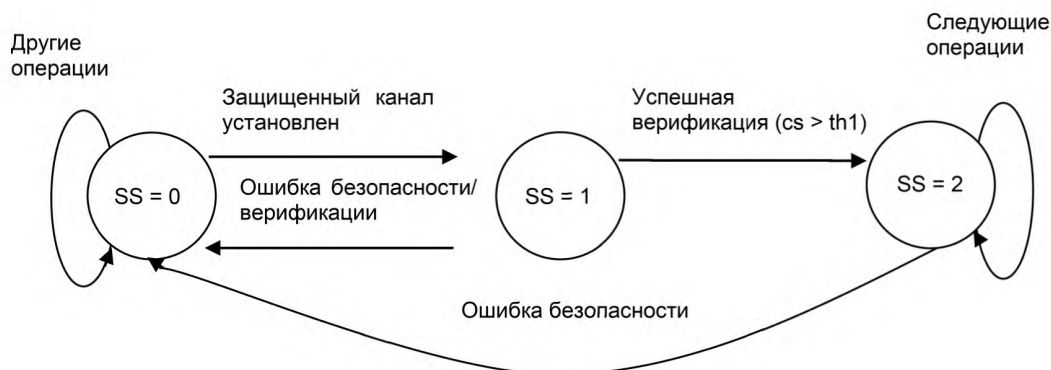 Другие
операции
Защищенный канал
установлен
Ошибка безопасности/
верификации
Успешная
верификация (cs > th1)
Следующие
операции
SS = 0
SS = 1
SS = 2
Ошибка безопасности